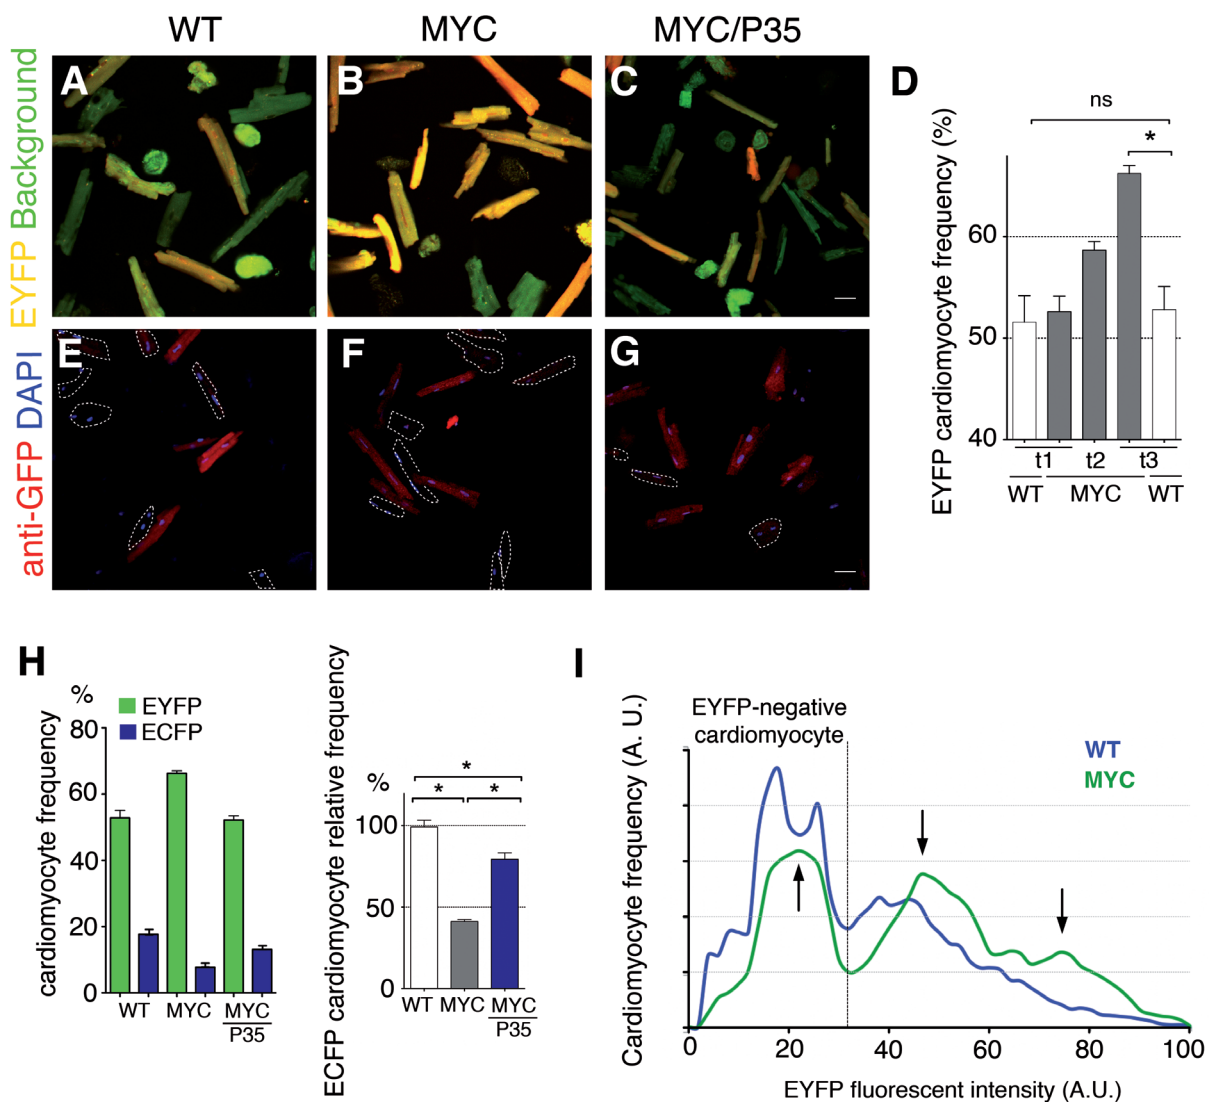 WT
MYC
MYC/P35
EYFP Background
A
B
C
D
EYFP cardiomyocyte frequency (%)
ns
*
60
50
40
t1
t2
t3
WT
MYC
WT
anti-GFP DAPI
E
F
G
H
%
cardiomyocyte frequency
EYFP
ECFP
80
60
40
20
0
WT
MYC
MYC
P35
ECFP cardiomyocyte relative frequency
%
*
*
*
100
50
0
WT
MYC
MYC
P35
I
Cardiomyocyte frequency (A. U.)
EYFP-negative
cardiomyocyte
WT
MYC
0
20
40
60
80
100
EYFP fluorescent intensity (A.U.)